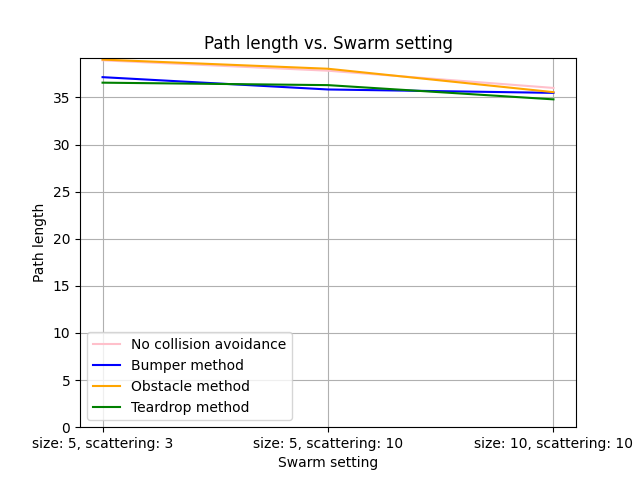 Path length vs. Swarm setting
Path length
35
30
25
20
15
10
5
0
No collision avoidance
Bumper method
Obstacle method
Teardrop method
size: 5, scattering: 3
size: 5, scattering: 10
size: 10, scattering: 10
Swarm setting